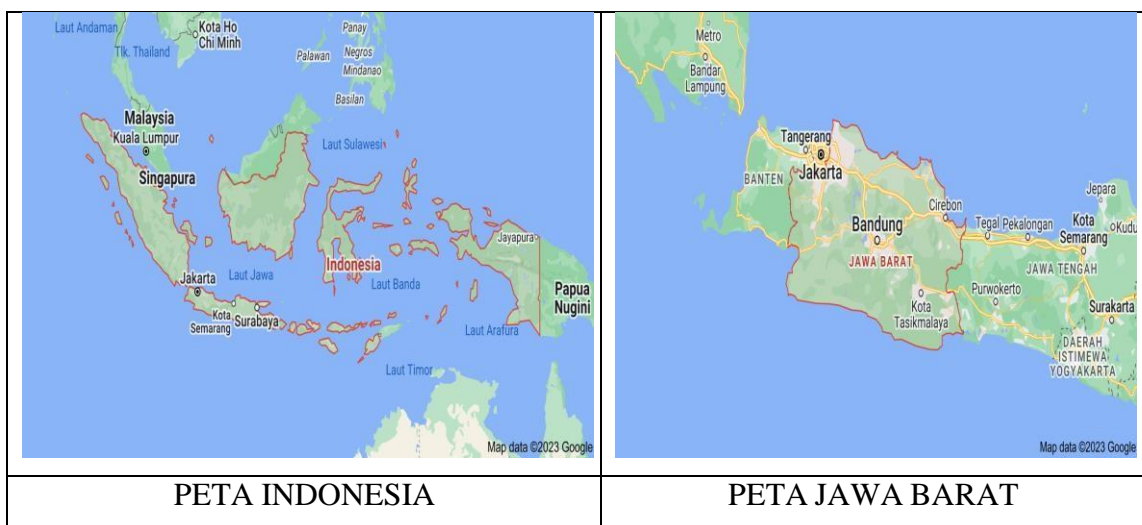 Laut Andaman
Kota Ho
Chi Minh
Tlk. Thailand
Panay
Palawan
Negros
Mindanao
Basilan
Malaysia
Kuala Lumpur
Laut Sulawesi
Singapura
Jayapura
Indonesia
Jakarta
Laut Jawa
Laut Banda
Papua
Nugini
Kota
Semarang
Surabaya
Laut Arafura
Laut Timor
Map data ©2023 Google
PETA INDONESIA
Metro
Bandar
Lampung
Tangerang
Jakarta
BANTEN
Jepara
Cirebon
Bandung
Tegal
Pekalongan
Kota
Semarang
Kudu
JAWA BARAT
JAWA TENGAH
Kota
Tasikmalaya
Purwokerto
Surakarta
DAERAH
ISTIMEWA
YOGYAKARTA
Map data ©2023 Google
PETA JAWA BARAT